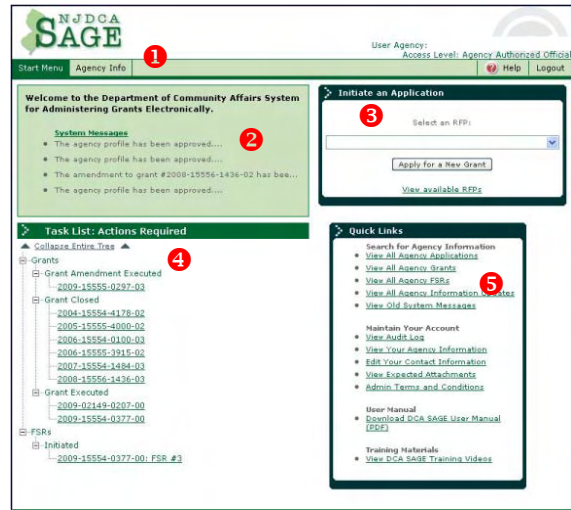 NJDCA
SAGE
User Agency:
Access Level: Agency Authorized Official
1
Start Menu Agency Info Help Logout
Welcome to the Department of Community Affairs System
for Administering Grants Electronically.
System Messages
2
The agency profile has been approved....
The agency profile has been approved....
The amendment to grant #2008-15556-1436-02 has bee...
The agency profile has been approved....
Initiate an Application
3
Select an RFP:
Apply for a New Grant
View available RFPs
Task List: Actions Required
4
Collapse Entire Tree
Grants
Grant Amendment Executed
2009-15555-0297-03
Grant Closed
2004-15554-4178-02
2005-15555-4000-02
2006-15554-0100-03
2006-15555-3915-02
2007-15554-1484-03
2008-15556-1436-03
Grant Executed
2009-02149-0207-00
2009-15554-0377-00
FSRs
Initiated
2009-15554-0377-00: FSR #3
Quick Links
Search for Agency Information
View All Agency Applications
View All Agency Grants
View All Agency FSRs
5
View All Agency Information Updates
View Old System Messages
Maintain Your Account
View Audit Log
View Your Agency Information
Edit Your Contact Information
View Expected Attachments
Admin Terms and Conditions
User Manual
Download DCA SAGE User Manual
(PDF)
Training Materials
View DCA SAGE Training Videos